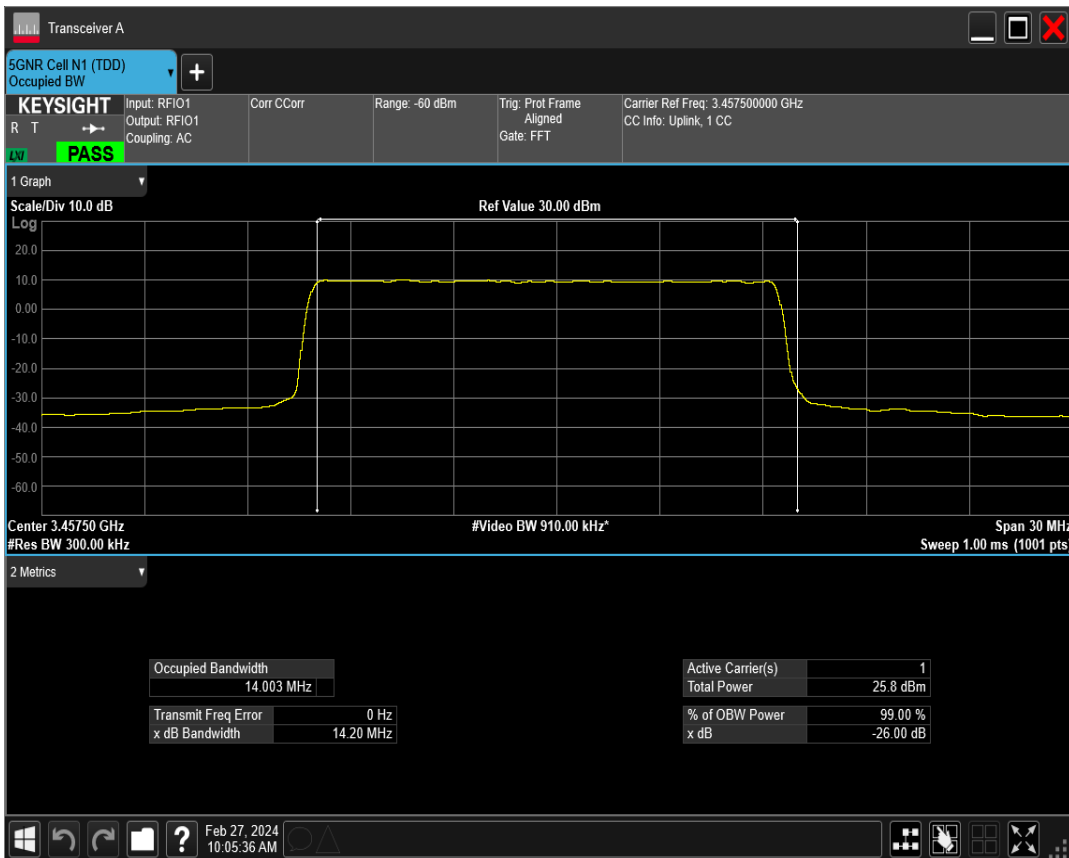 Transceiver A
5GNR Cell N1 (TDD)
Occupied BW
+
KEYSIGHT
R T
LXI
PASS
Input: RFIO1
Output: RFIO1
Coupling: AC
Corr CCorr
Range: -60 dBm
Trig: Prot Frame
Aligned
Gate: FFT
Carrier Ref Freq: 3.457500000 GHz
CC Info: Uplink, 1 CC
1 Graph
Scale/Div 10.0 dB
Ref Value 30.00 dBm
Log
20.0
10.0
0.00
-10.0
-20.0
-30.0
-40.0
-50.0
-60.0
Center 3.45750 GHz
#Video BW 910.00 kHz*
Span 30 MHz
#Res BW 300.00 kHz
Sweep 1.00 ms (1001 pts)
2 Metrics
Occupied Bandwidth
14.003 MHz
Transmit Freq Error 0 Hz
x dB Bandwidth 14.20 MHz
Active Carrier(s) 1
Total Power 25.8 dBm
% of OBW Power 99.00 %
x dB -26.00 dB
?
Feb 27, 2024
10:05:36 AM